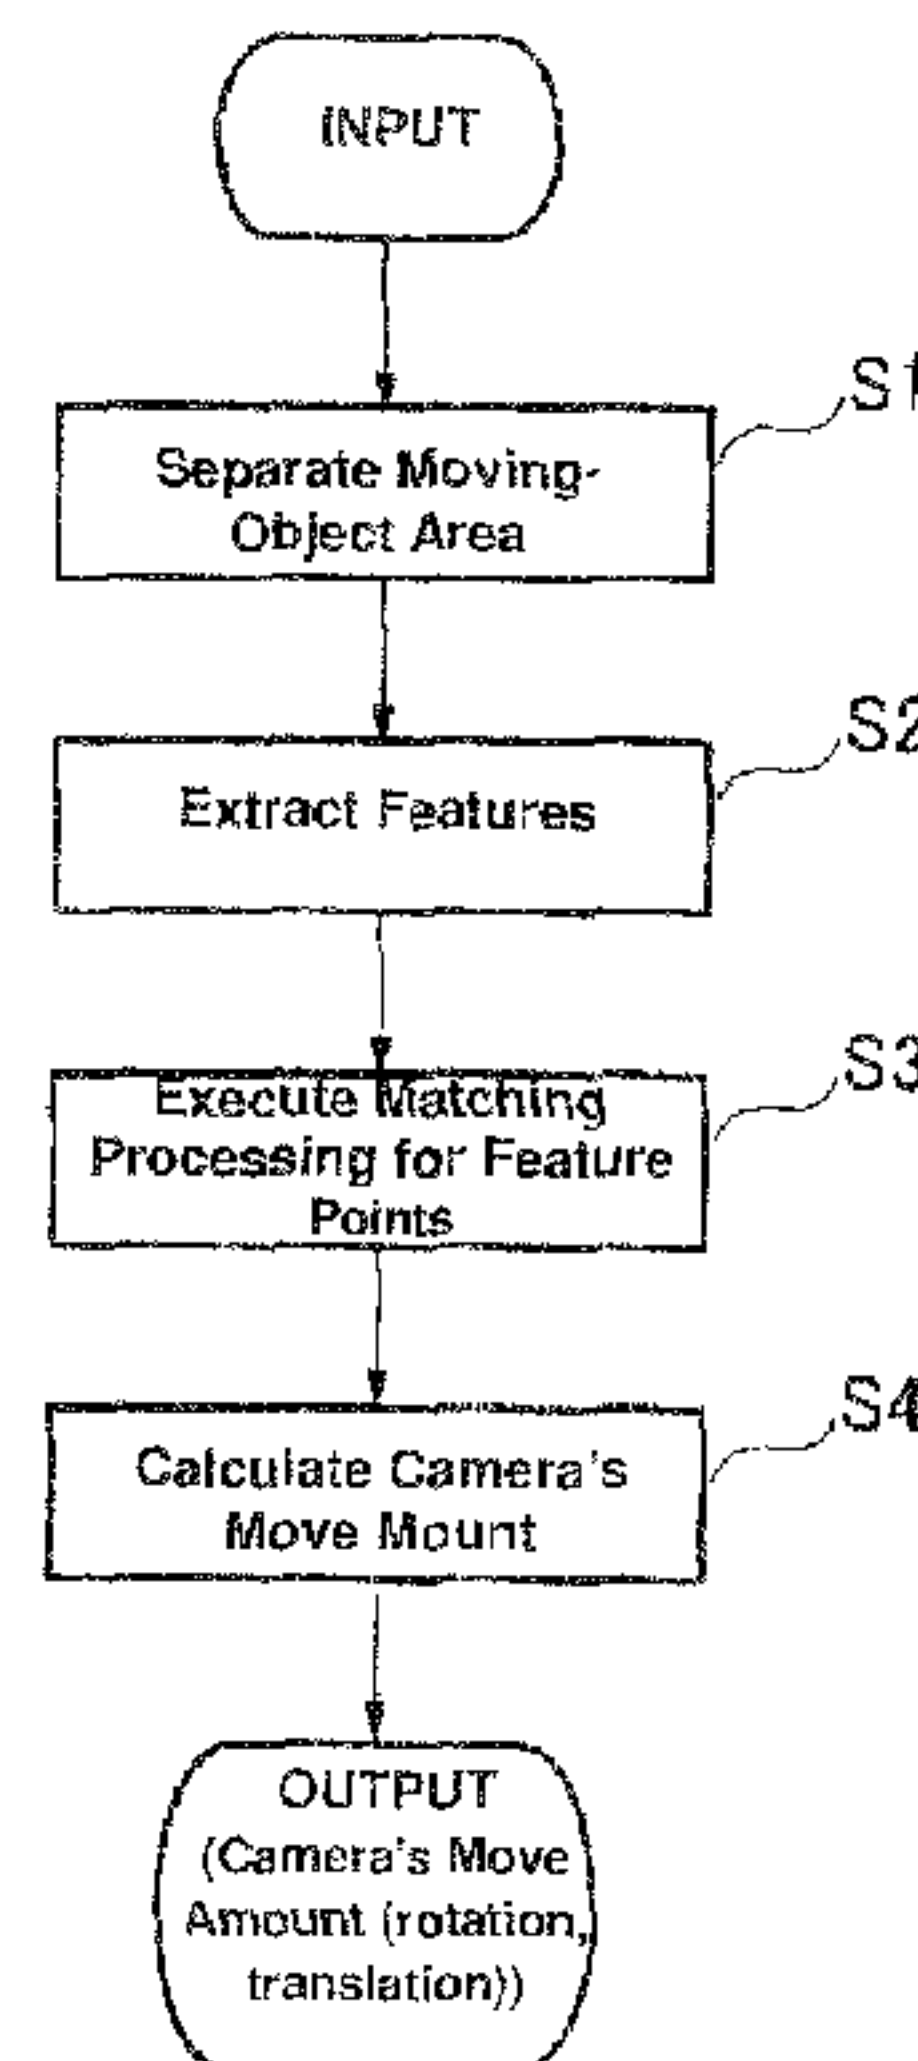 INPUT
S1
Separate Moving-
Object Area
S2
Extract Features
S3
Execute Matching
Processing for Feature
Points
S4
Calculate Camera's
Move Mount
OUTPUT
(Camera's Move
Amount (rotation,
translation))